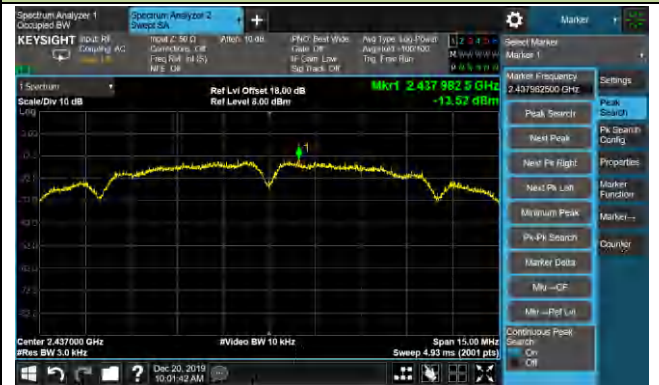 Spectrum Analyzer 1
Occupied BW
Spectrum Analyzer 2
Swept SA
+
Marker
KEYSIGHT
Input: RF
Coupling: AC
Input Z: 50 Ω
Corrections: Off
Freq Ref: Int (S)
NFE: Off
Atten: 10 dB
PNO: Best Wide
Gate: Off
IF Gain: Low
Sig Track: Off
Avg Type: Log-Power
Avg|Hold: >100/100
Trig: Free Run
1 2 3 4 5 6
Select Marker
Marker 1
1 Spectrum
Scale/Div 10 dB
Log
Ref Lvl Offset 18.00 dB
Ref Level 8.00 dBm
Mkr1 2.437 982 5 GHz
-13.57 dBm
1
Marker Frequency
2.437982500 GHz
Peak Search
Next Peak
Next Pk Right
Next Pk Left
Minimum Peak
Pk-Pk Search
Marker Delta
Mkr→CF
Mkr→Ref Lvl
Continuous Peak
Search
On
Off
Settings
Peak
Search
Pk Search
Config
Properties
Marker
Function
Marker→
Counter
Center 2.437000 GHz
#Res BW 3.0 kHz
#Video BW 10 kHz
Span 15.00 MHz
Sweep 4.93 ms (2001 pts)
?
Dec 20, 2019
10:01:42 AM